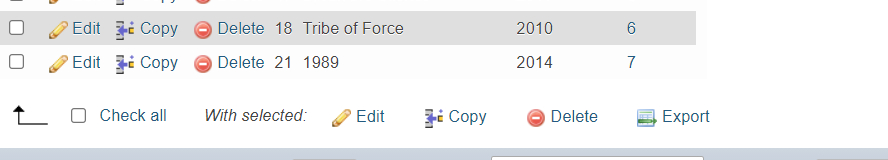 Edit Copy Delete 18 Tribe of Force 2010 6
Edit Copy Delete 21 1989 2014 7
Check all With selected: Edit Copy Delete Export